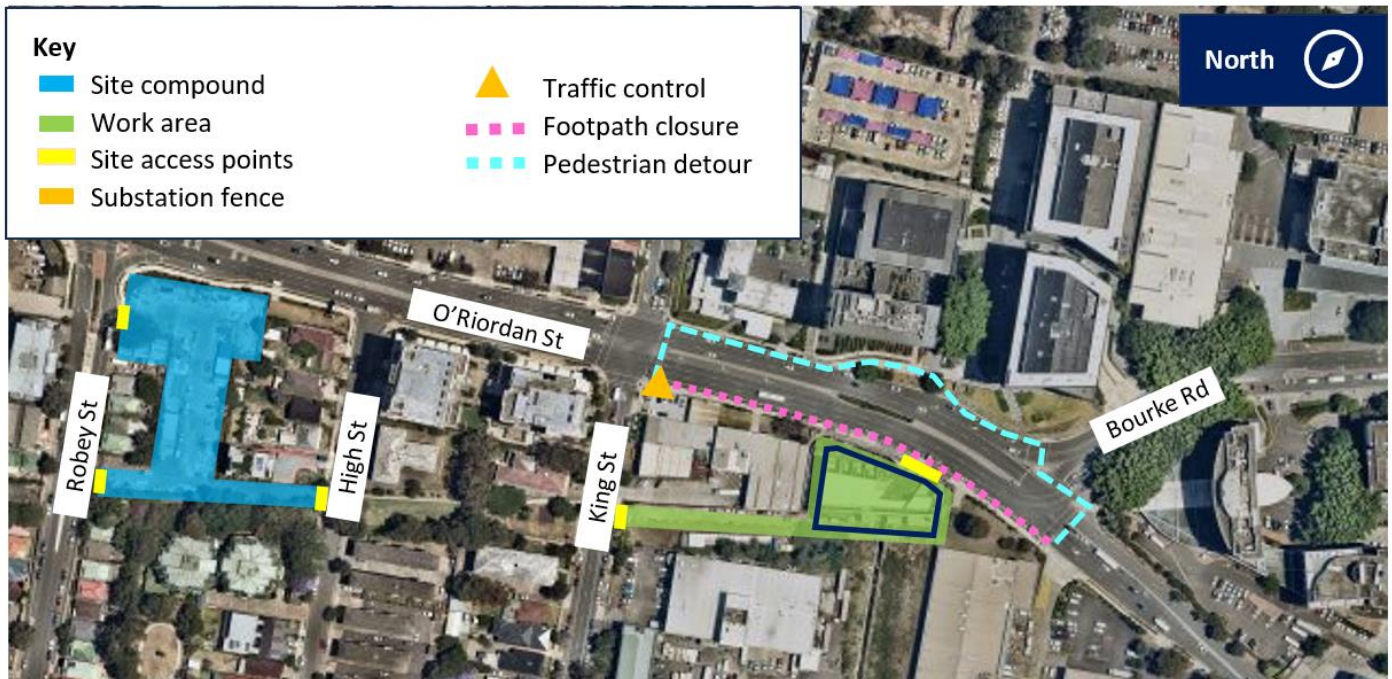 Key
Site compound
Work area
Site access points
Substation fence
Traffic control
Footpath closure
Pedestrian detour
North
O'Riordan St
Robey St
High St
King St
Bourke Rd